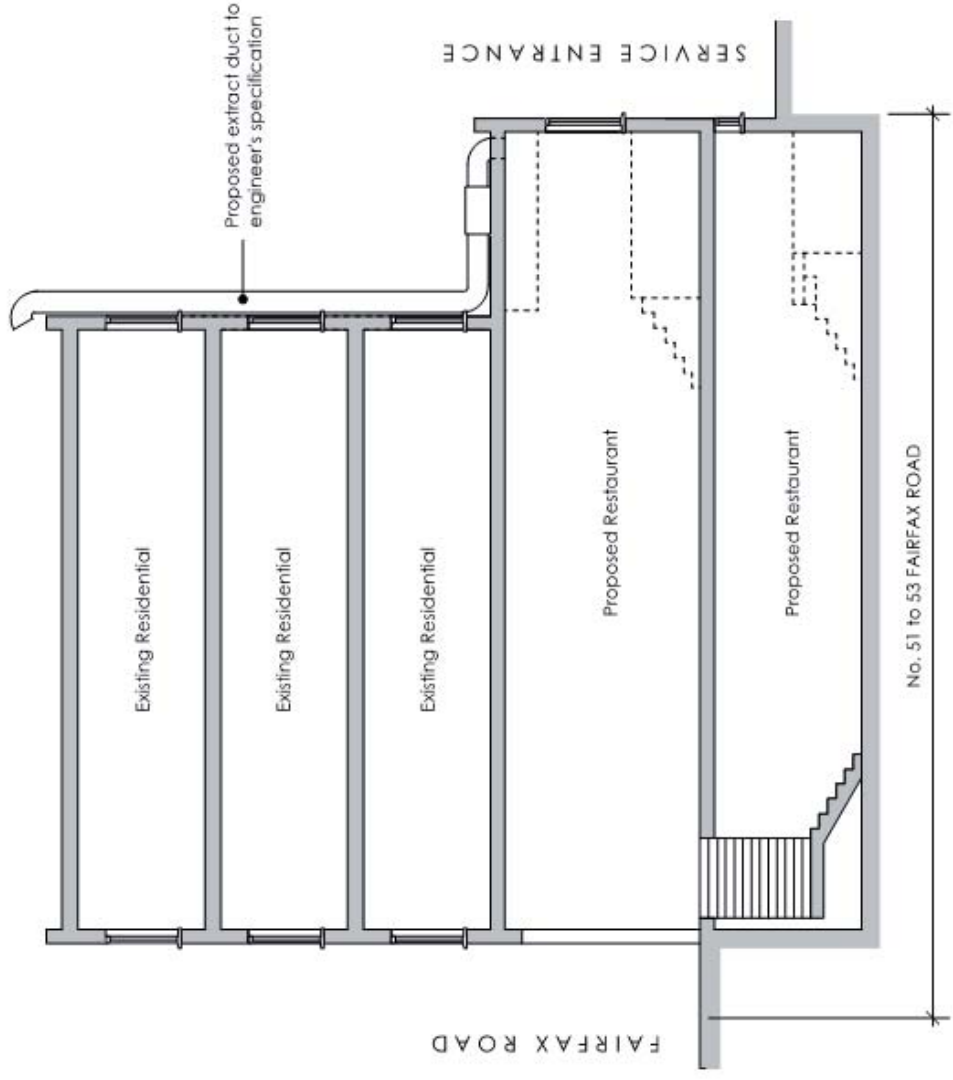 Proposed extract duct to
engineer's specification
SERVICE ENTRANCE
Existing Residential
Existing Residential
Existing Residential
Proposed Restaurant
Proposed Restaurant
No. 51 to 53 FAIRFAX ROAD
FAIRFAX ROAD